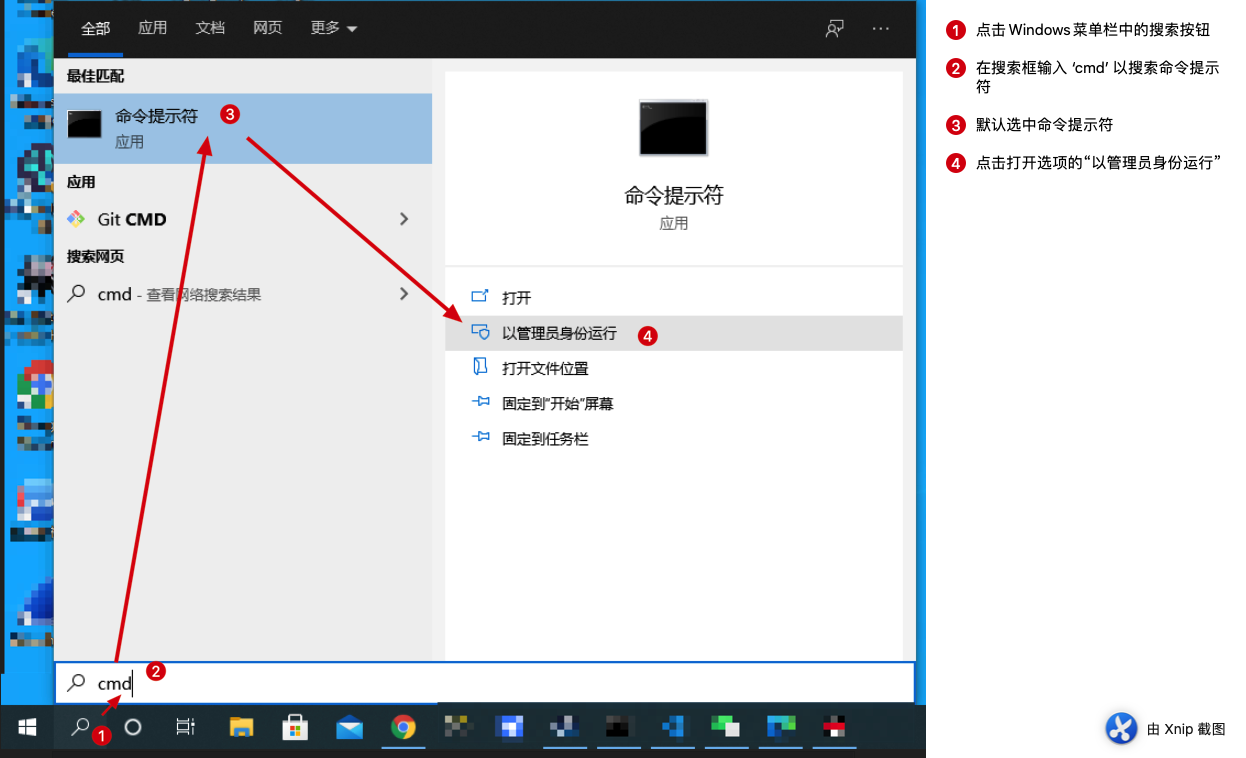 全部 应用 文档 网页 更多
最佳匹配
命令提示符
3
应用
应用
Git CMD
搜索网页
cmd - 查看网络搜索结果
命令提示符
应用
打开
以管理员身份运行
4
打开文件位置
固定到"开始"屏幕
固定到任务栏
cmd
2
1
1 点击 Windows 菜单栏中的搜索按钮
2 在搜索框输入 ‘cmd’ 以搜索命令提示
符
3 默认选中命令提示符
4 点击打开选项的“以管理员身份运行”
由 Xnip 截图